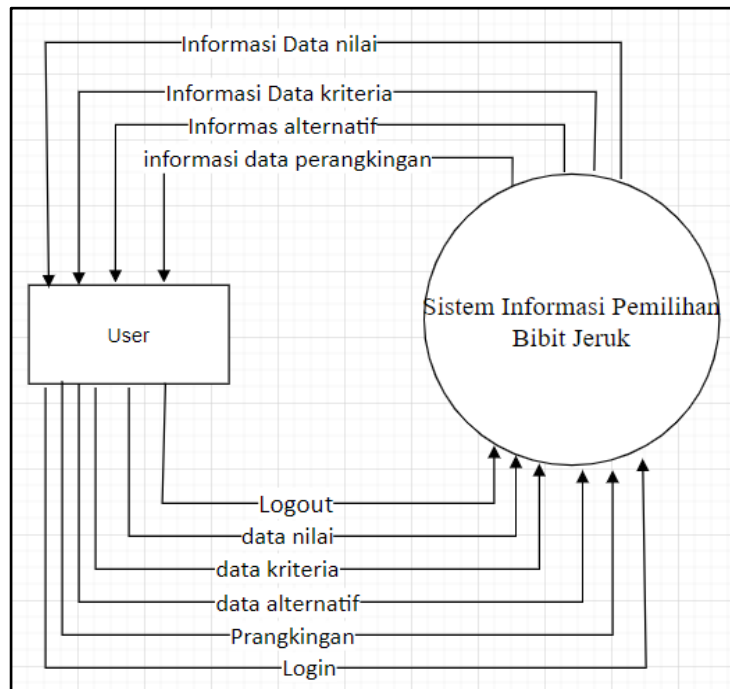 Informasi Data nilai
Informasi Data kriteria
Informas alternatif
informasi data perangkingan
Sistem Informasi Pemilihan
Bibit Jeruk
User
Logout
data nilai
data kriteria
data alternatif
Prangkingan
Login